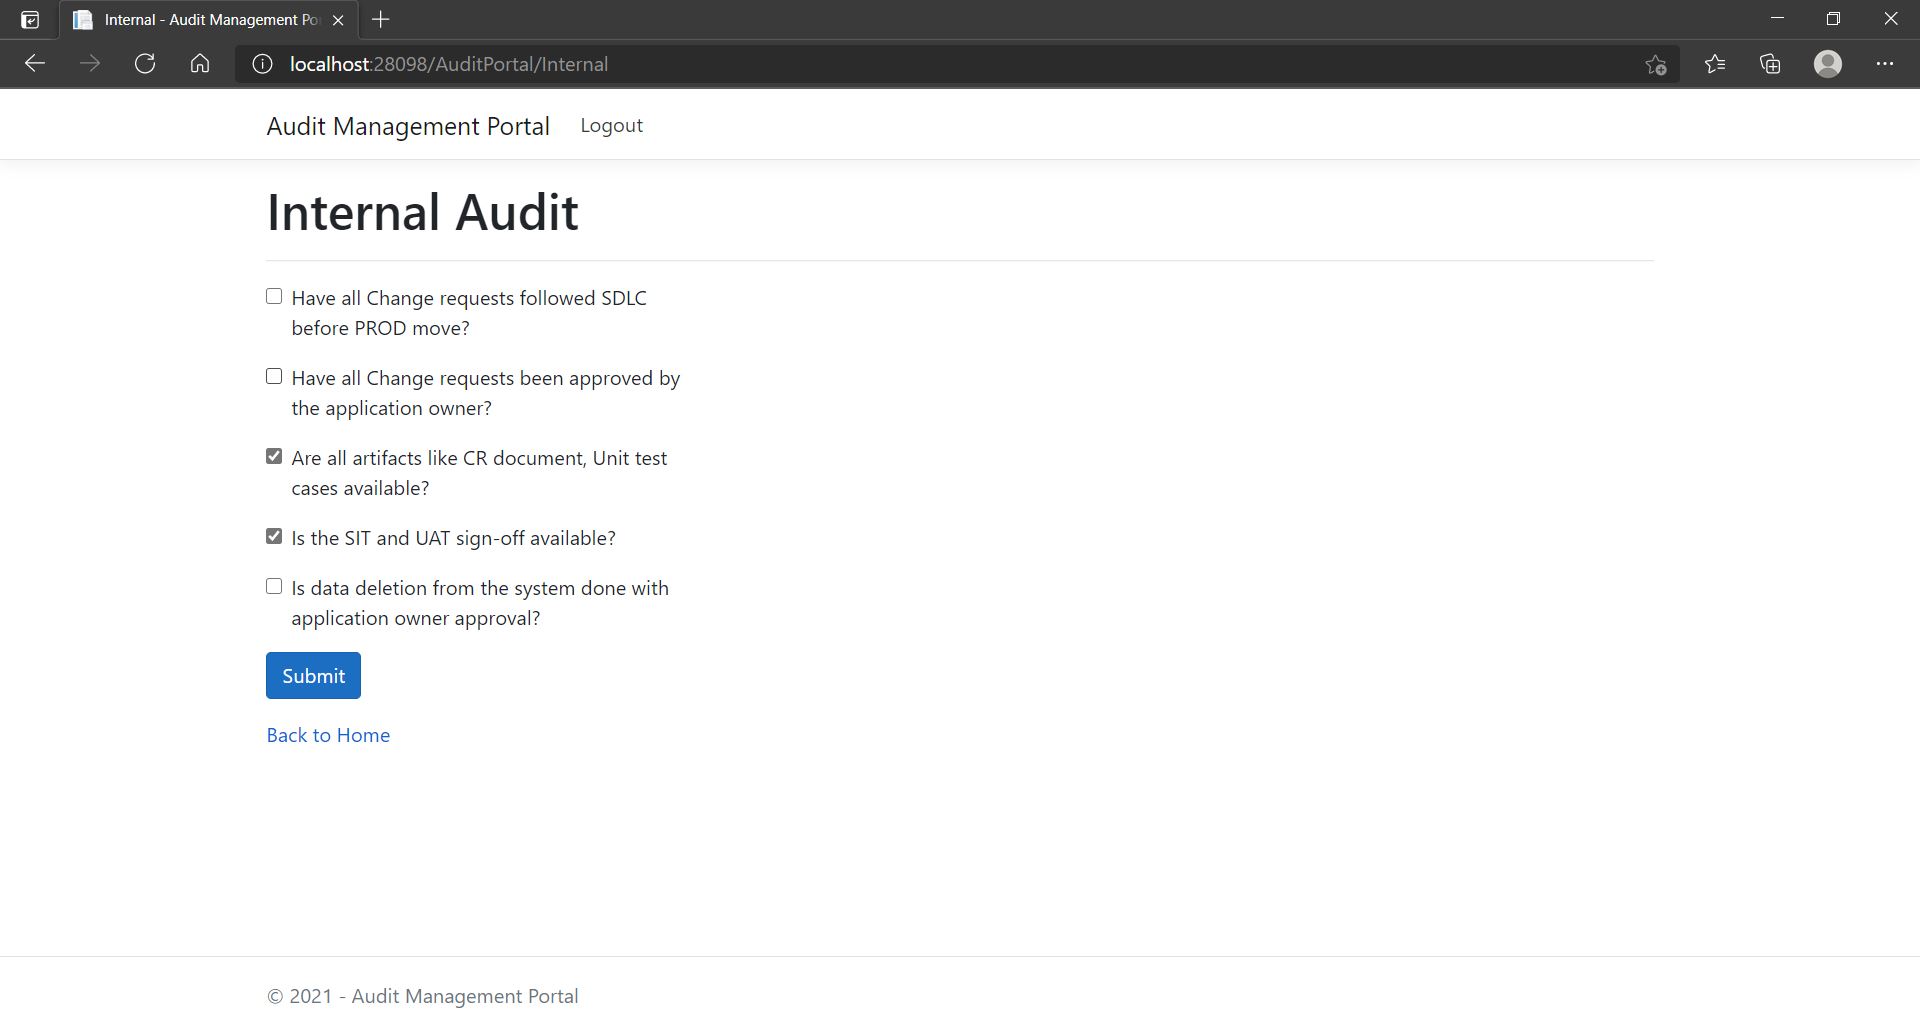 Internal - Audit Management Po
localhost:28098/AuditPortal/Internal
Audit Management Portal Logout
Internal Audit
Have all Change requests followed SDLC
before PROD move?
Have all Change requests been approved by
the application owner?
Are all artifacts like CR document, Unit test
cases available?
Is the SIT and UAT sign-off available?
Is data deletion from the system done with
application owner approval?
Submit
Back to Home
© 2021 - Audit Management Portal